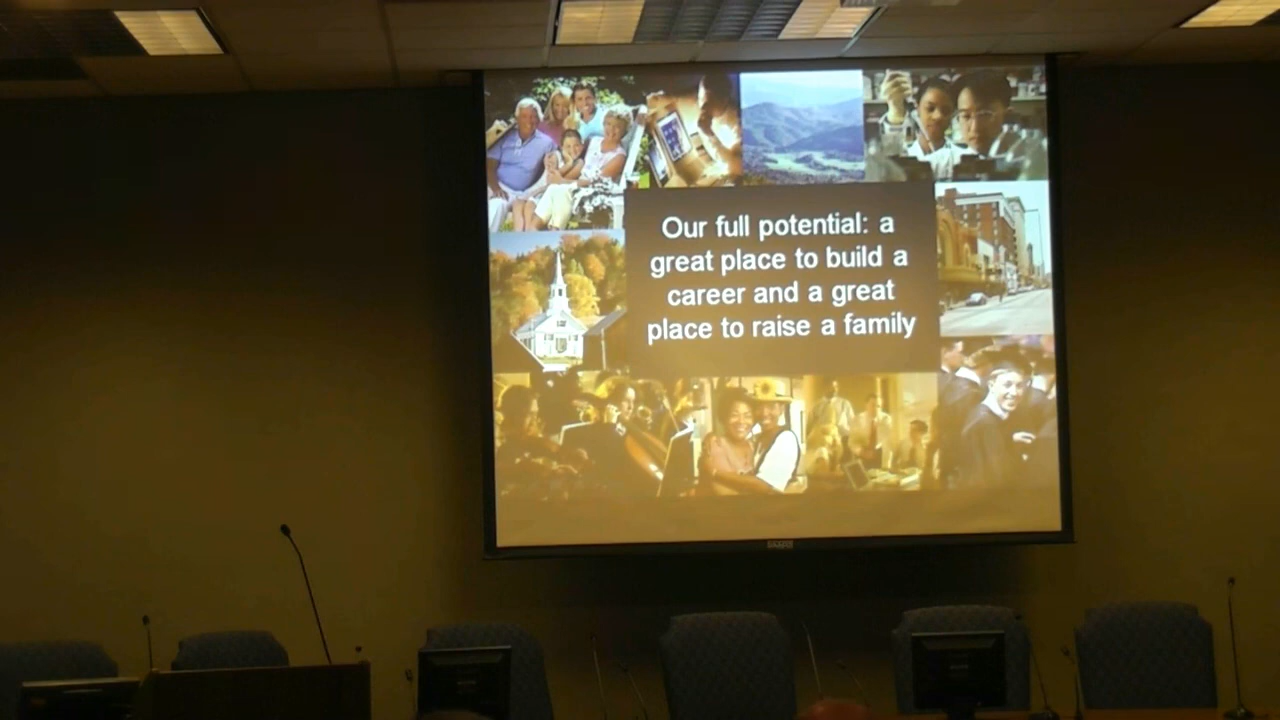 Our full potential: a
great place to build a
career and a great
place to raise a family